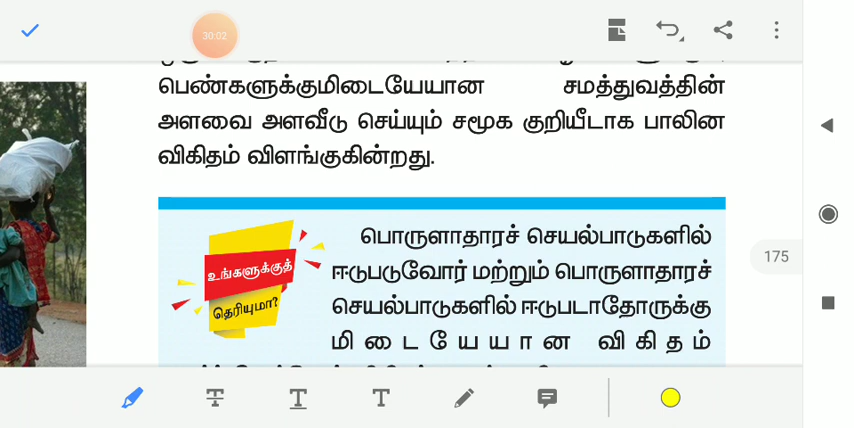 30:02
பெண்களுக்குமிடையேயான சமத்துவத்தின்
அளவை அளவீடு செய்யும் சமூக குறியீடாக பாலின
விகிதம் விளங்குகின்றது.
உங்களுக்குத்
தெரியுமா?
பொருளாதாரச் செயல்பாடுகளில்
ஈடுபடுவோர் மற்றும் பொருளாதாரச்
செயல்பாடுகளில் ஈடுபடாதோருக்கு
மிடையேயான விகிதம்
175